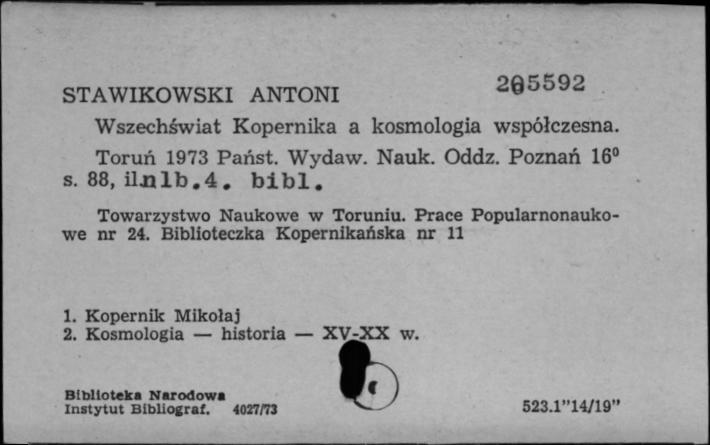 205592
STAWIKOWSKI ANTONI
Wszechświat Kopernika a kosmologia współczesna.
Toruń 1973 Państ. Wydaw. Nauk. Oddz. Poznań 16⁰
s. 88, il.nlb.4. bibl.
Towarzystwo Naukowe w Toruniu. Prace Popularnonauko-
we nr 24. Biblioteczka Kopernikańska nr 11
1. Kopernik Mikołaj
2. Kosmologia — historia — XV-XX w.
Biblioteka Narodowa
Instytut Bibliograf. 4027/73
523.1"14/19"